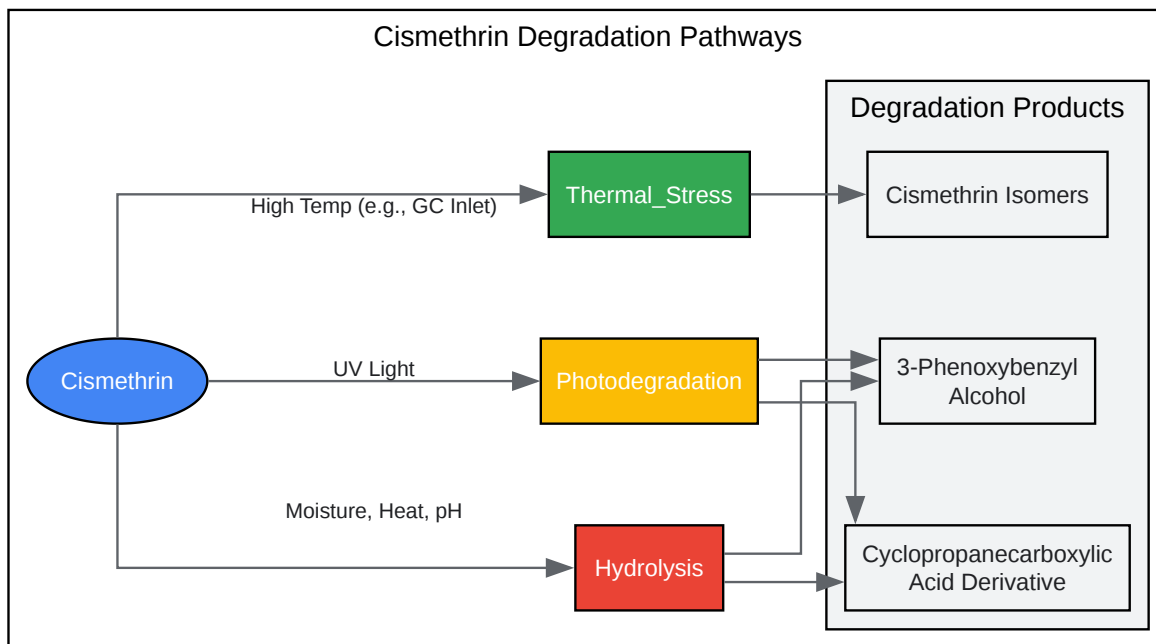 Cismethrin Degradation Pathways
Degradation Products
Thermal_Stress
Cismethrin Isomers
High Temp (e.g., GC Inlet)
Cismethrin
UV Light
Photodegradation
3-Phenoxybenzyl
Alcohol
Moisture, Heat, pH
Hydrolysis
Cyclopropanecarboxylic
Acid Derivative